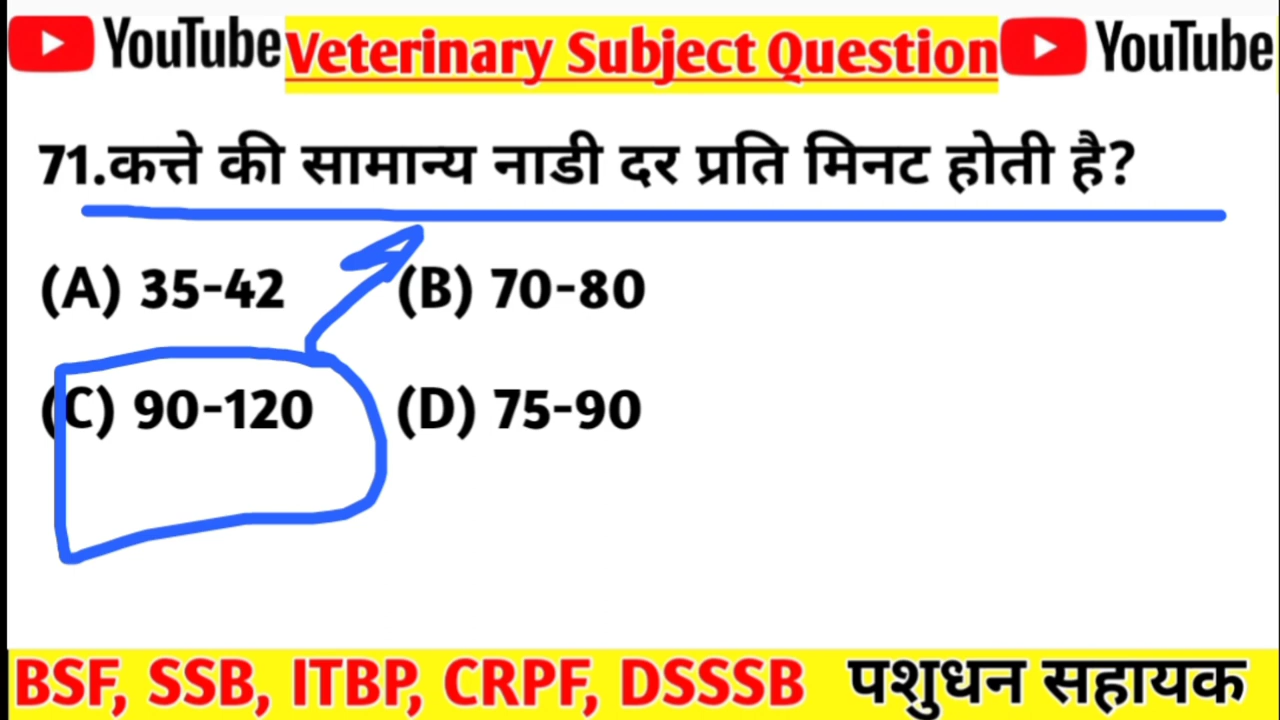 YouTube Veterinary Subject Question YouTube
71.कत्ते की सामान्य नाडी दर प्रति मिनट होती है?
(A) 35-42 (B) 70-80
(C) 90-120 (D) 75-90
BSF, SSB, ITBP, CRPF, DSSSB पशुधन सहायक